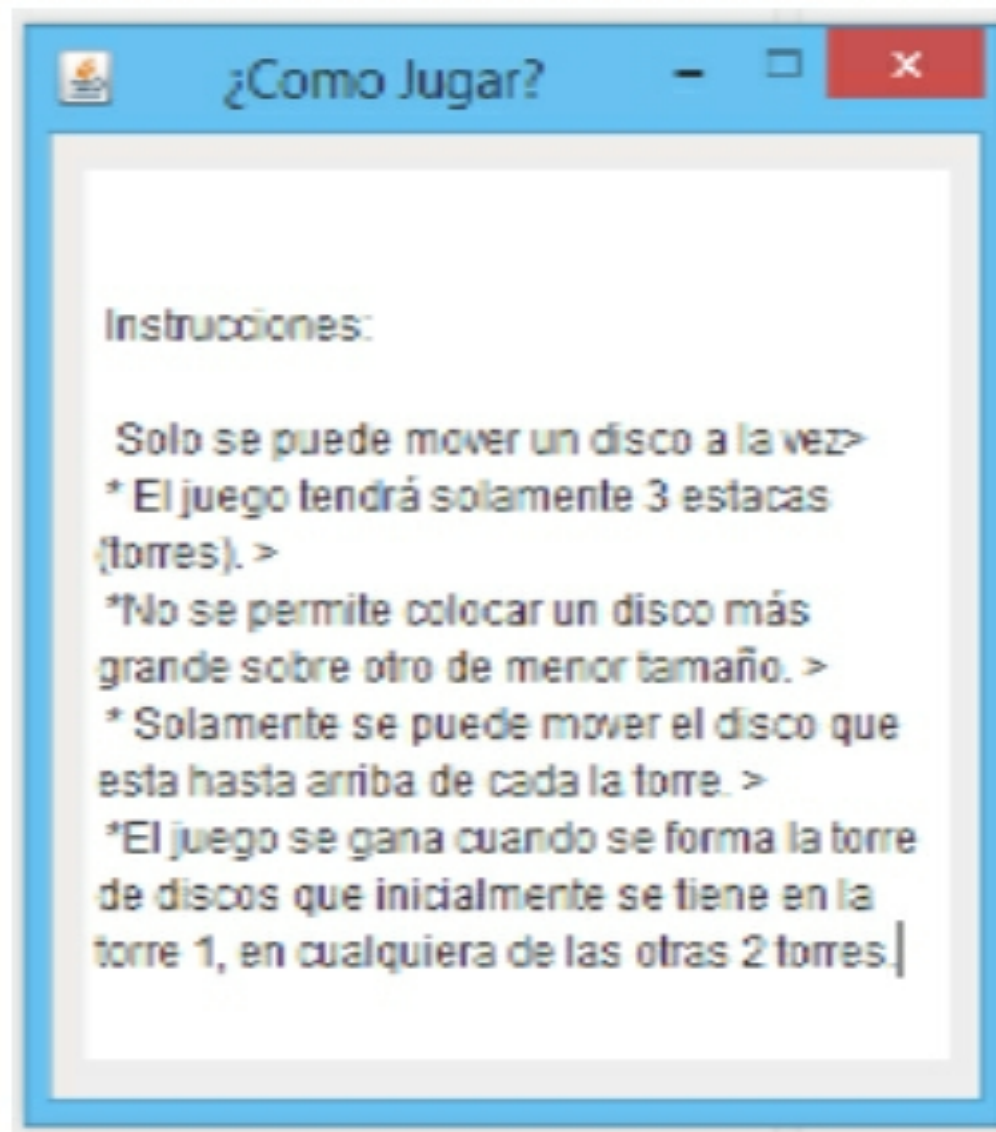 ¿Como Jugar?
Instrucciones:
Solo se puede mover un disco a la vez>
* El juego tendrá solamente 3 estacas
(torres). >
*No se permite colocar un disco más
grande sobre otro de menor tamaño. >
* Solamente se puede mover el disco que
esta hasta arriba de cada la torre. >
*El juego se gana cuando se forma la torre
de discos que inicialmente se tiene en la
torre 1, en cualquiera de las otras 2 torres.